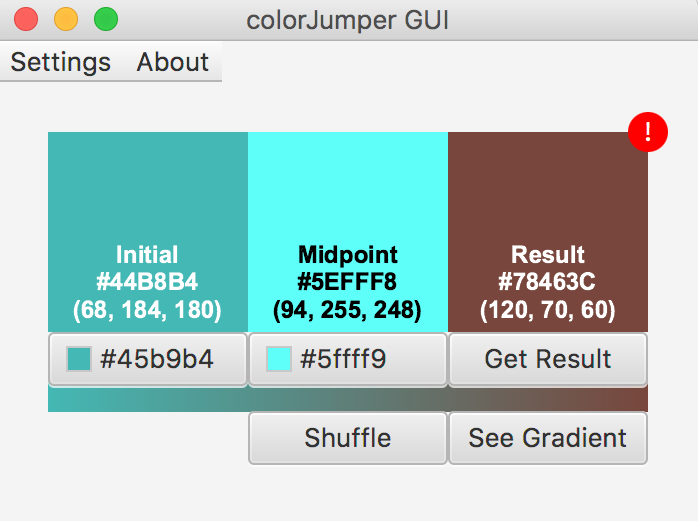 colorJumper GUI
Settings About
!
Initial
#44B8B4
(68, 184, 180)
Midpoint
#5EFFF8
(94, 255, 248)
Result
#78463C
(120, 70, 60)
#45b9b4 #5ffff9 Get Result
Shuffle See Gradient